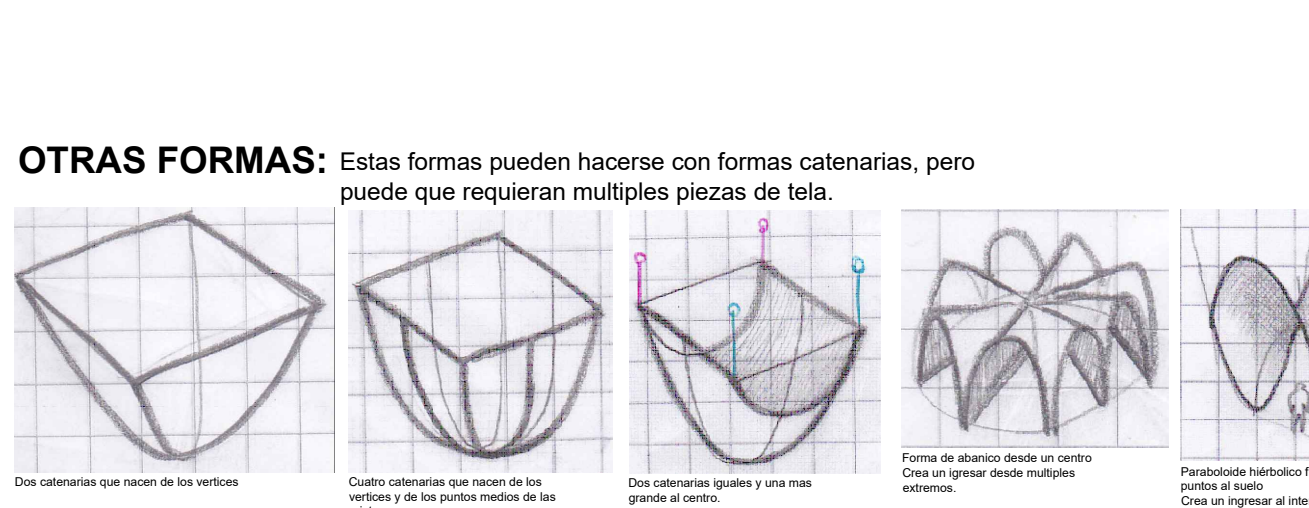 OTRAS FORMAS:
Estas formas pueden hacerse con formas catenarias, pero
puede que requieran multiples piezas de tela.
Dos catenarias que nacen de los vertices
Cuatro catenarias que nacen de los
vertices y de los puntos medios de las
Dos catenarias iguales y una mas
grande al centro.
Forma de abanico desde un centro
Crea un igresar desde multiples
extremos.
Paraboloide hiérbolico f
puntos al suelo
Crea un ingresar al inte